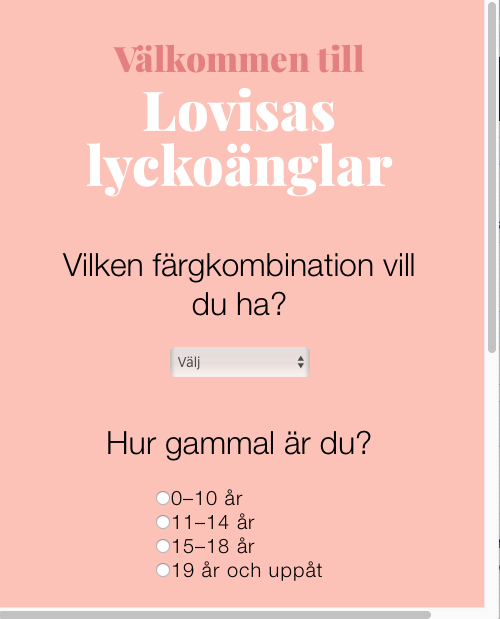 Välkommen till
Lovisas
lyckoänglar
Vilken färgkombination vill
du ha?
Välj
Hur gammal är du?
0–10 år
11–14 år
15–18 år
19 år och uppåt